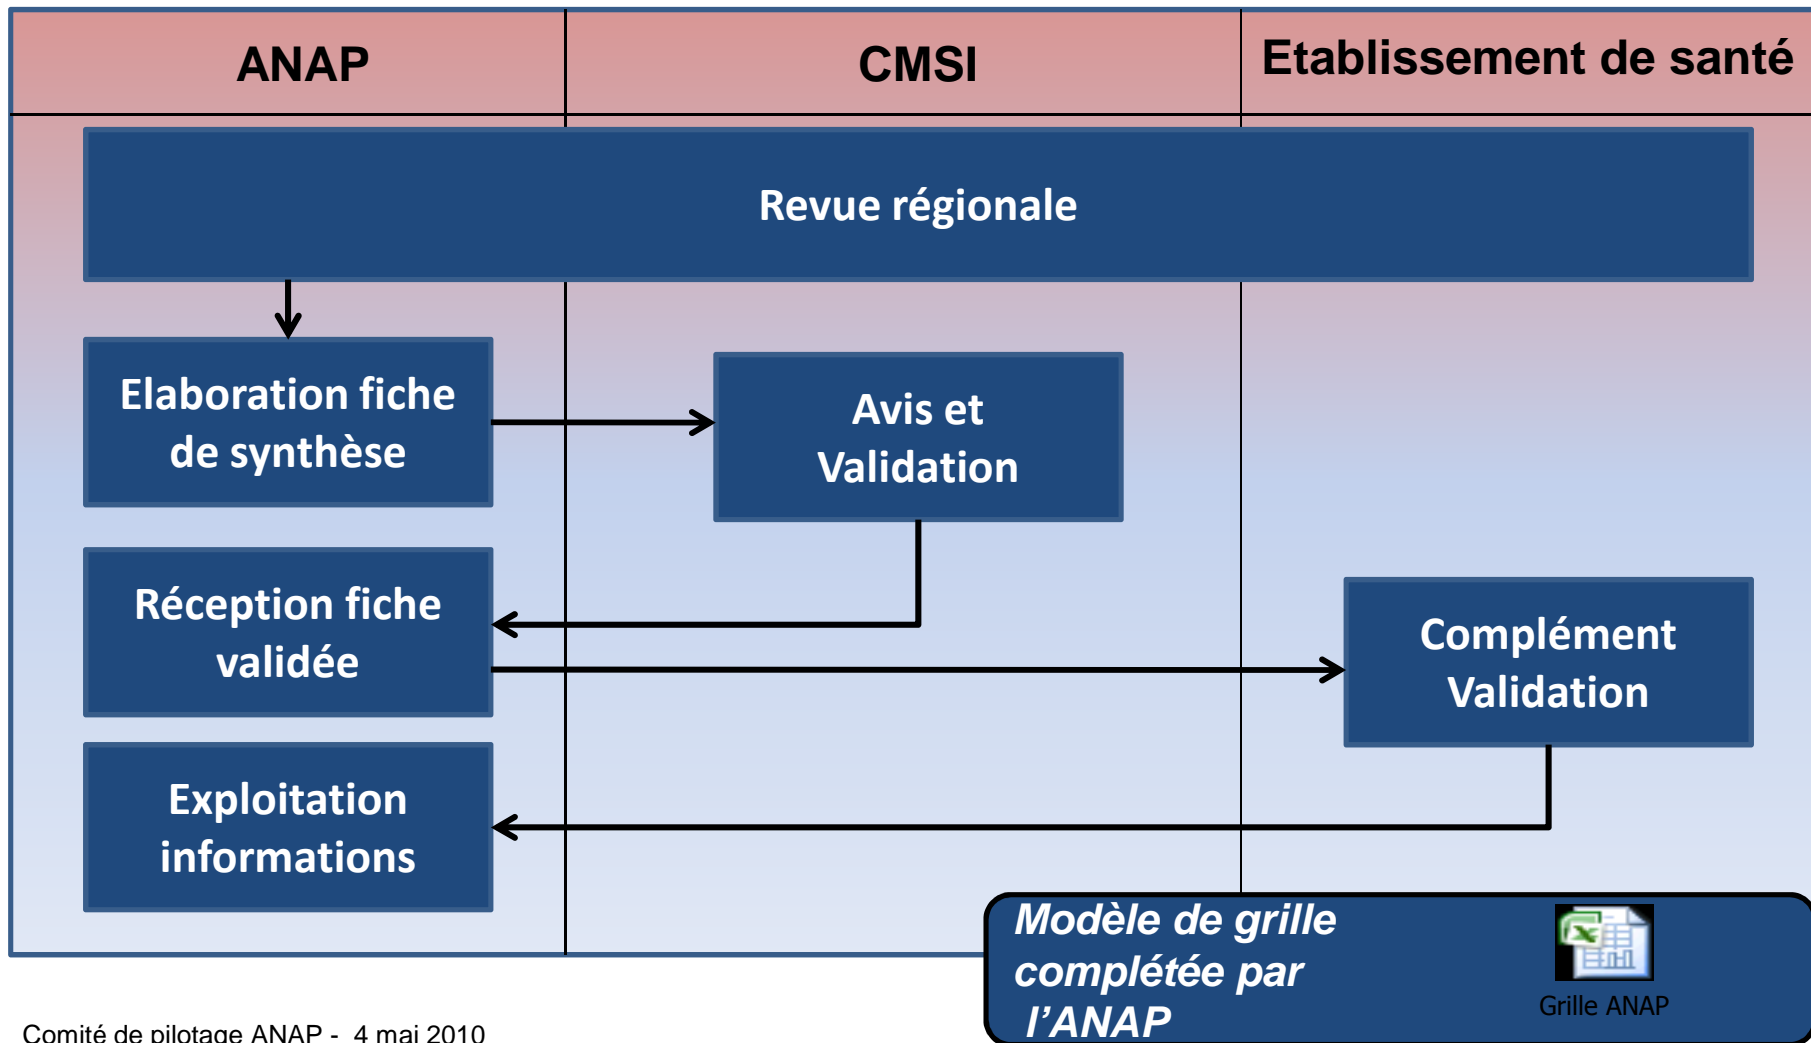 ANAP
CMSI
Etablissement de santé
Revue régionale
Elaboration fiche
de synthèse
Avis et
Validation
Réception fiche
validée
Complément
Validation
Exploitation
informations
Modèle de grille
complétée par
l'ANAP
Grille ANAP
Comité de pilotage ANAP - 4 mai 2010